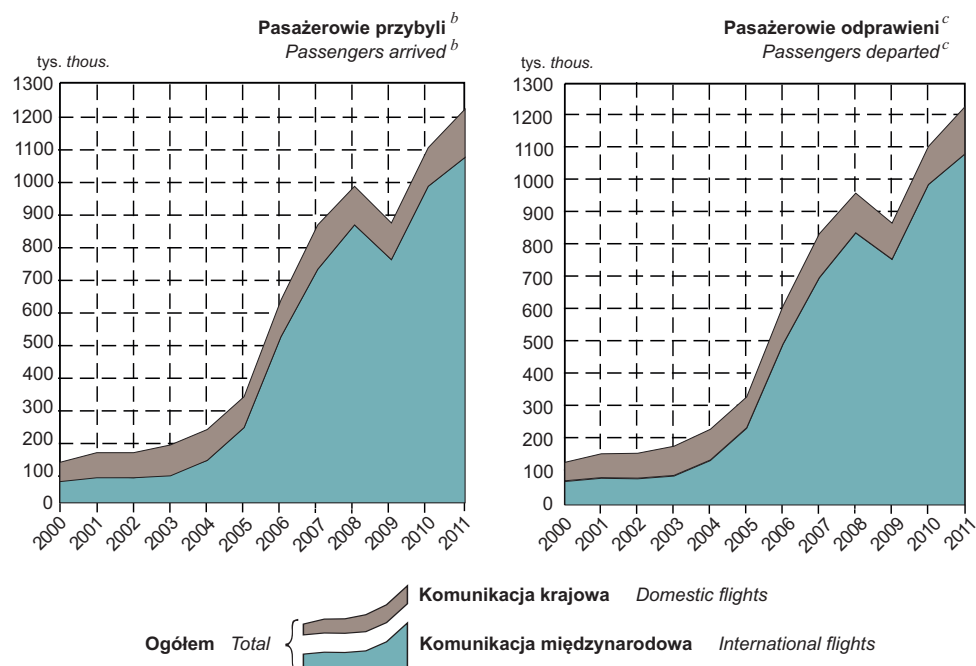 Pasażerowie przybyli b
Passengers arrived b
tys. thous.
1300
1200
1100
1000
900
800
700
600
500
400
300
200
100
0
2000 2001 2002 2003 2004 2005 2006 2007 2008 2009 2010 2011
Pasażerowie odprawieni c
Passengers departed c
tys. thous.
1300
1200
1100
1000
900
800
700
600
500
400
300
200
100
0
2000 2001 2002 2003 2004 2005 2006 2007 2008 2009 2010 2011
Komunikacja krajowa Domestic flights
Ogółem Total
Komunikacja międzynarodowa International flights